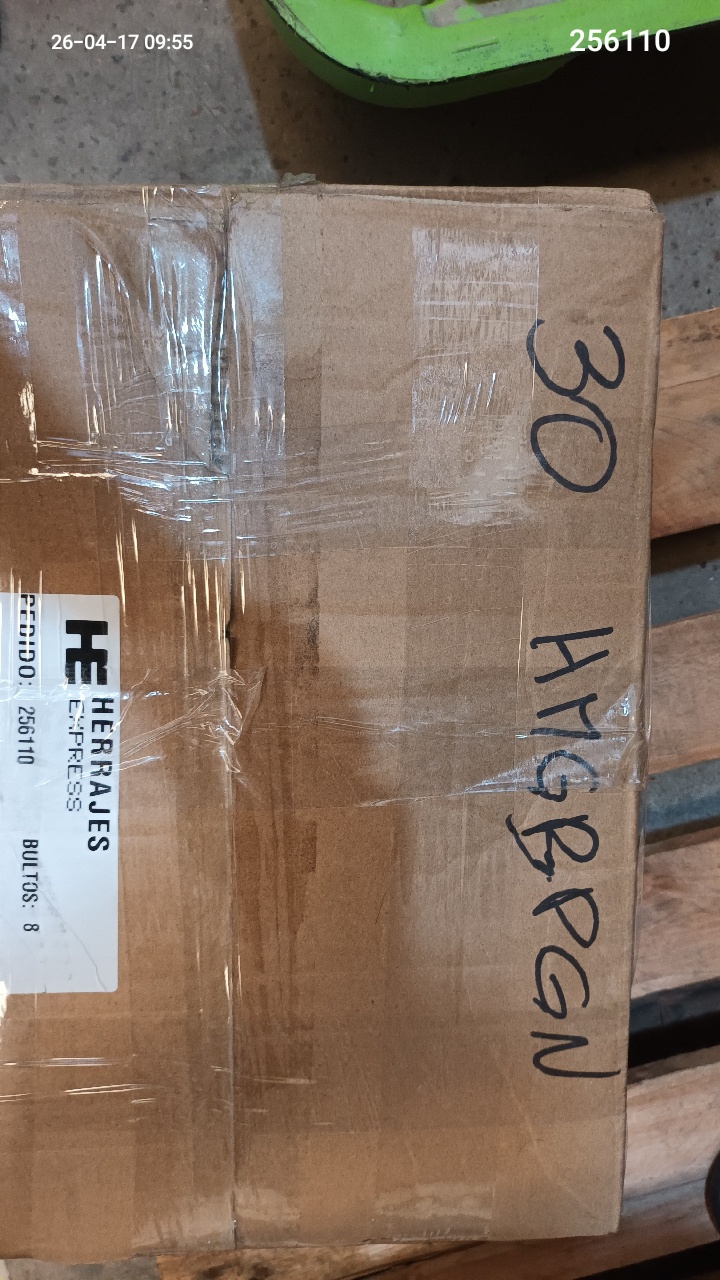 26-04-17 09:55
256110
30 HMGBPGN
HE HERRAJES
EXPRESS
PEDIDO: 256110 BULTOS: 8